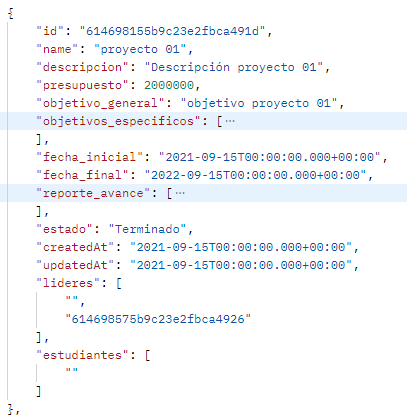 {
"id": "614698155b9c23e2fbca491d",
"name": "proyecto 01",
"descripcion": "Descripción proyecto 01",
"presupuesto": 2000000,
"objetivo_general": "objetivo proyecto 01",
"objetivos_especificos": [···
],
"fecha_inicial": "2021-09-15T00:00:00.000+00:00",
"fecha_final": "2022-09-15T00:00:00.000+00:00",
"reporte_avance": [···
],
"estado": "Terminado",
"createdAt": "2021-09-15T00:00:00.000+00:00",
"updatedAt": "2021-09-15T00:00:00.000+00:00",
"lideres": [
"",
"614698575b9c23e2fbca4926"
],
"estudiantes": [
""
]
},